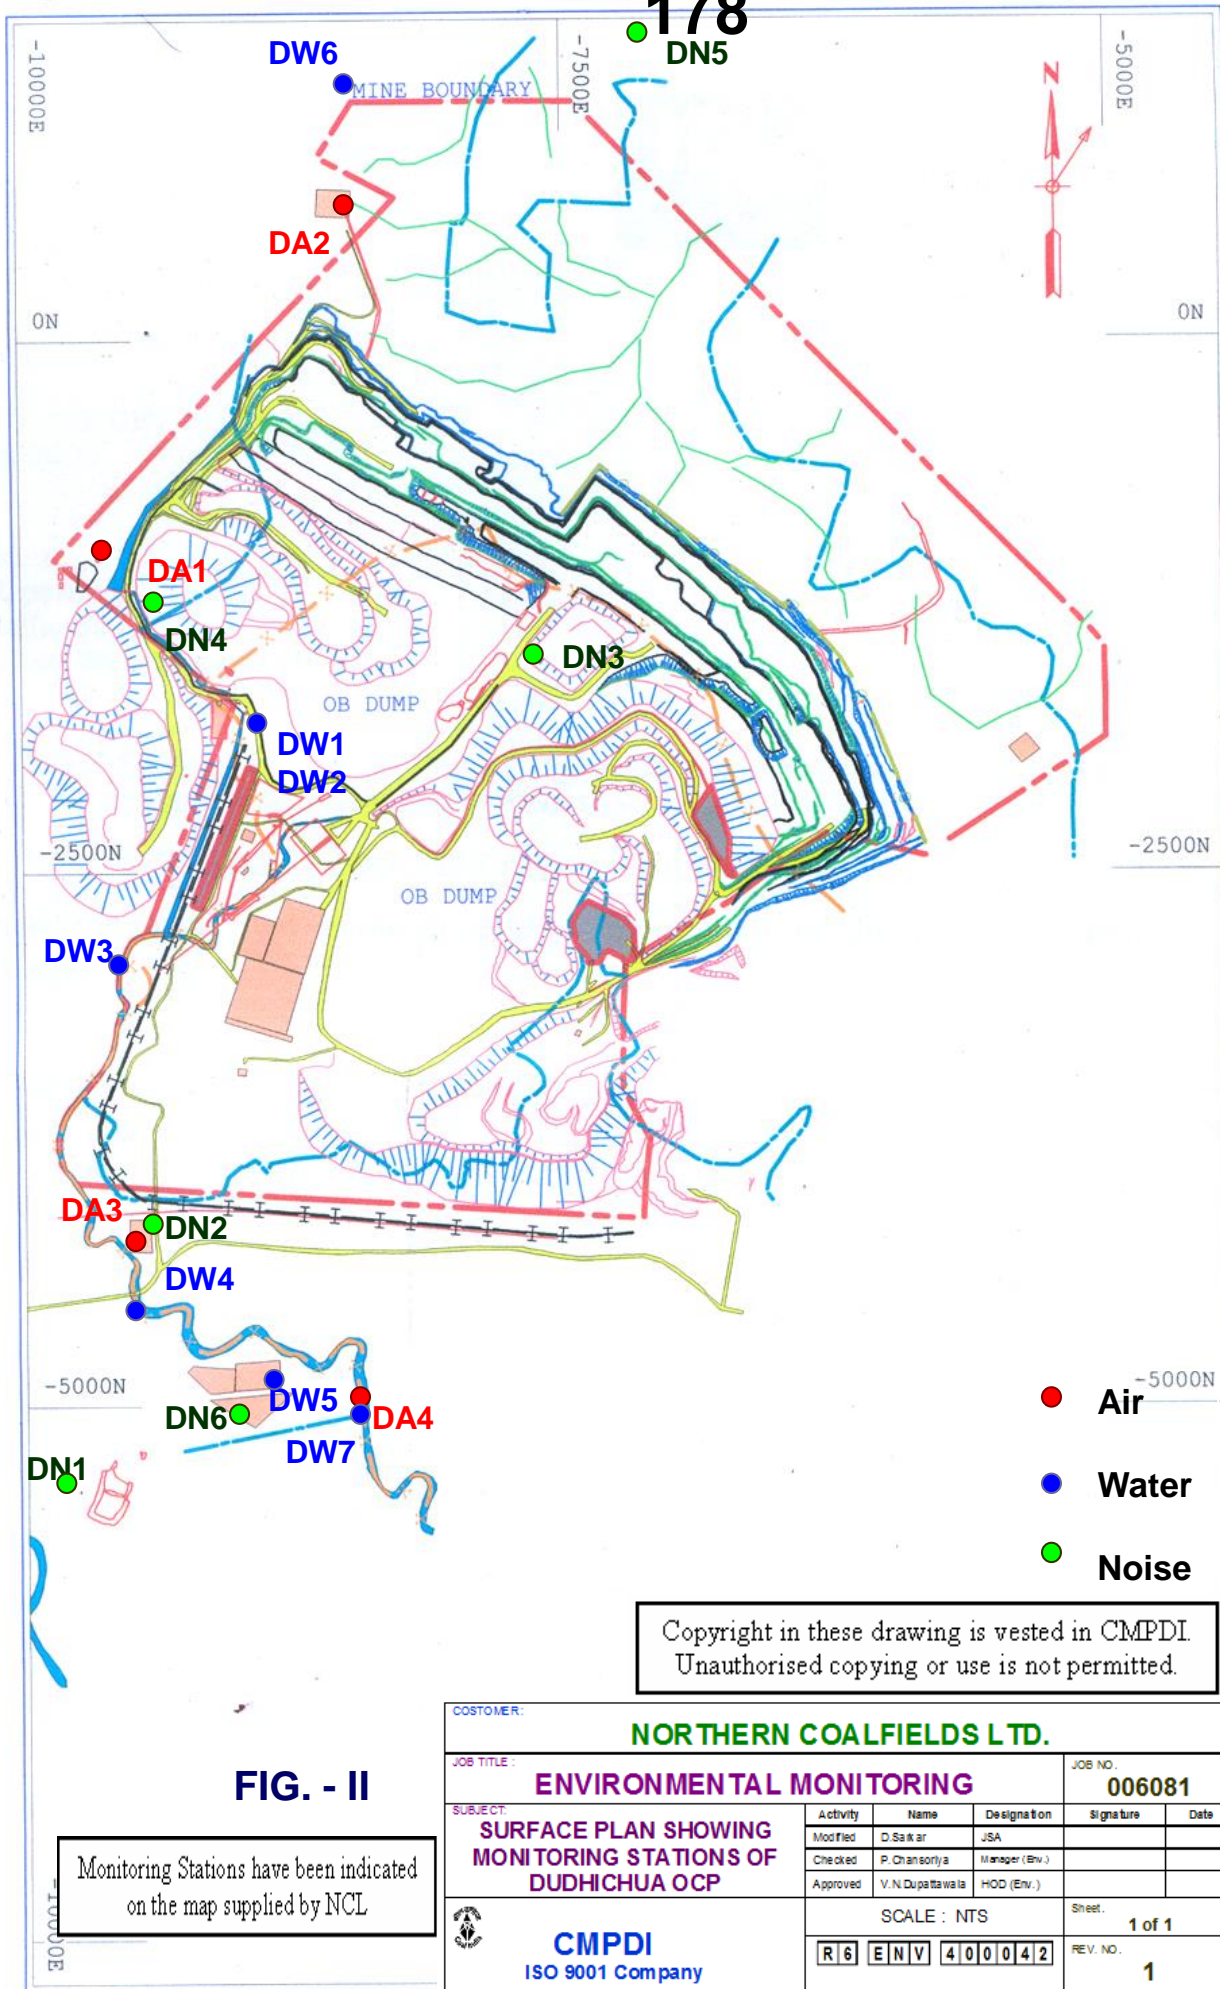 178
-10000E
-7500E
-5000E
DW6
DN5
MINE BOUNDARY
N
DA2
0N
0N
DA1
DN4
DN3
OB DUMP
DW1
DW2
-2500N
-2500N
OB DUMP
DW3
DA3
DN2
DW4
-5000N
-5000N
DW5
DN6
DA4
DW7
DN1
Air
Water
Noise
Copyright in these drawing is vested in CMPDI.
Unauthorised copying or use is not permitted.
FIG. - II
Monitoring Stations have been indicated
on the map supplied by NCL
-10000E
COSTOMER:
NORTHERN COALFIELDS LTD.
JOB TITLE :
ENVIRONMENTAL MONITORING
JOB NO.
006081
SUBJECT:
SURFACE PLAN SHOWING
MONITORING STATIONS OF
DUDHICHUA OCP
Activity Name Designation Signature Date
Modified D.Sarkar JSA
Checked P.Chansoriya Manager (Env.)
Approved V.N.Dupattawala HOD (Env.)
CMPDI
ISO 9001 Company
SCALE : NTS
R6 ENV 400042
Sheet.
1 of 1
REV. NO.
1